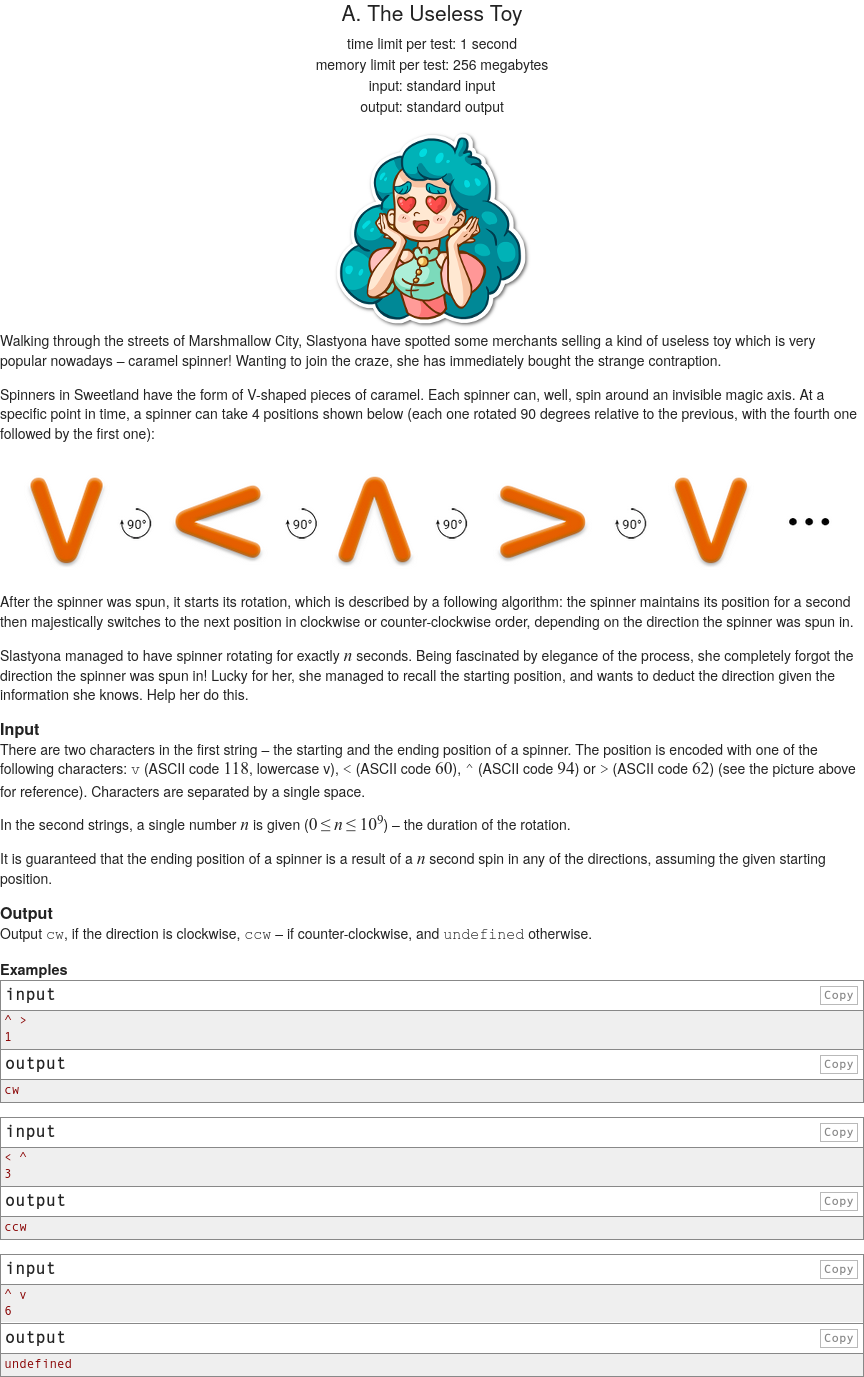 A. The Useless Toy
time limit per test: 1 second
memory limit per test: 256 megabytes
input: standard input
output: standard output
Walking through the streets of Marshmallow City, Slastyona have spotted some merchants selling a kind of useless toy which is very
popular nowadays – caramel spinner! Wanting to join the craze, she has immediately bought the strange contraption.
Spinners in Sweetland have the form of V-shaped pieces of caramel. Each spinner can, well, spin around an invisible magic axis. At a
specific point in time, a spinner can take 4 positions shown below (each one rotated 90 degrees relative to the previous, with the fourth one
followed by the first one):
90° 90° 90° 90° •••
After the spinner was spun, it starts its rotation, which is described by a following algorithm: the spinner maintains its position for a second
then majestically switches to the next position in clockwise or counter-clockwise order, depending on the direction the spinner was spun in.
Slastyona managed to have spinner rotating for exactly n seconds. Being fascinated by elegance of the process, she completely forgot the
direction the spinner was spun in! Lucky for her, she managed to recall the starting position, and wants to deduct the direction given the
information she knows. Help her do this.
Input
There are two characters in the first string – the starting and the ending position of a spinner. The position is encoded with one of the
following characters: v (ASCII code 118, lowercase v), < (ASCII code 60), ^ (ASCII code 94) or > (ASCII code 62) (see the picture above
for reference). Characters are separated by a single space.
In the second strings, a single number n is given (0 ≤ n ≤ 10⁹) – the duration of the rotation.
It is guaranteed that the ending position of a spinner is a result of a n second spin in any of the directions, assuming the given starting
position.
Output
Output cw, if the direction is clockwise, ccw – if counter-clockwise, and undefined otherwise.
Examples
input Copy
^ >
1
output Copy
cw
input Copy
< ^
3
output Copy
ccw
input Copy
^ v
6
output Copy
undefined